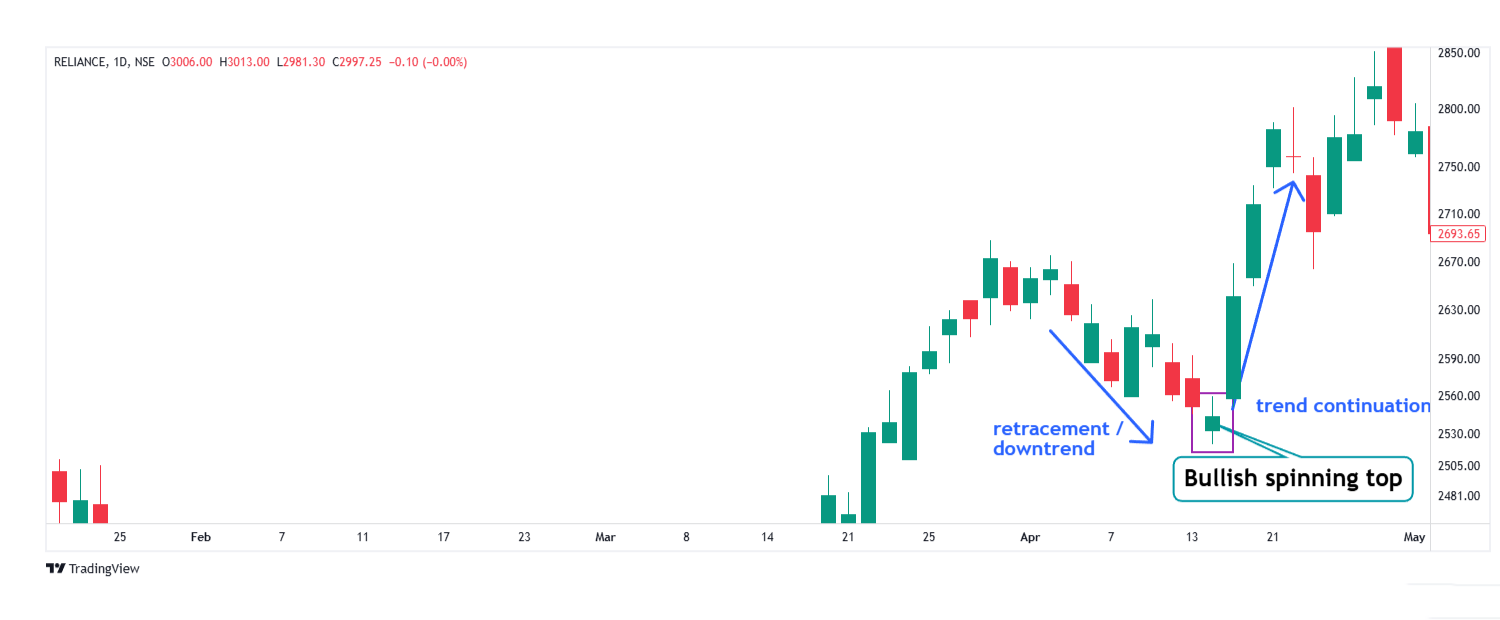 RELIANCE, 1D, NSE O3006.00 H3013.00 L2981.30 C2997.25 −0.10 (−0.00%)
2850.00
2800.00
2750.00
2710.00
2693.65
2670.00
2630.00
2590.00
2560.00
trend continuation
retracement /
downtrend
2530.00
2505.00
Bullish spinning top
2481.00
25 Feb 7 11 17 23 Mar 8 14 21 25 Apr 7 13 21 May
TradingView